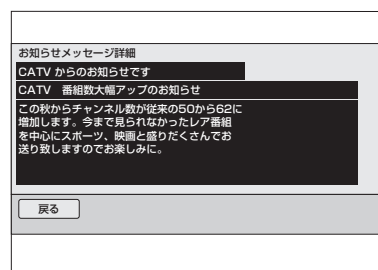 お知らせメッセージ詳細
CATV からのお知らせです
CATV　番組数大幅アップのお知らせ
この秋からチャンネル数が従来の50から62に
増加します。今まで見られなかったレア番組
を中心にスポーツ、映画と盛りだくさんでお
送り致しますのでお楽しみに。
戻る